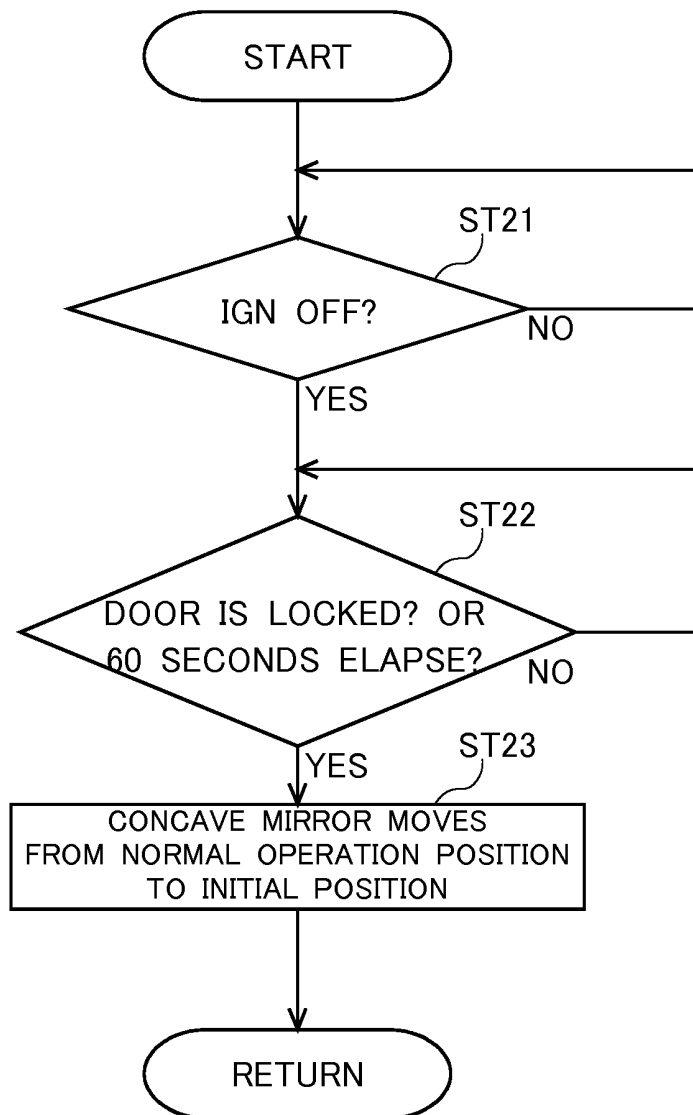 START
ST21
IGN OFF?
NO
YES
ST22
DOOR IS LOCKED? OR
60 SECONDS ELAPSE?
NO
YES
ST23
CONCAVE MIRROR MOVES
FROM NORMAL OPERATION POSITION
TO INITIAL POSITION
RETURN